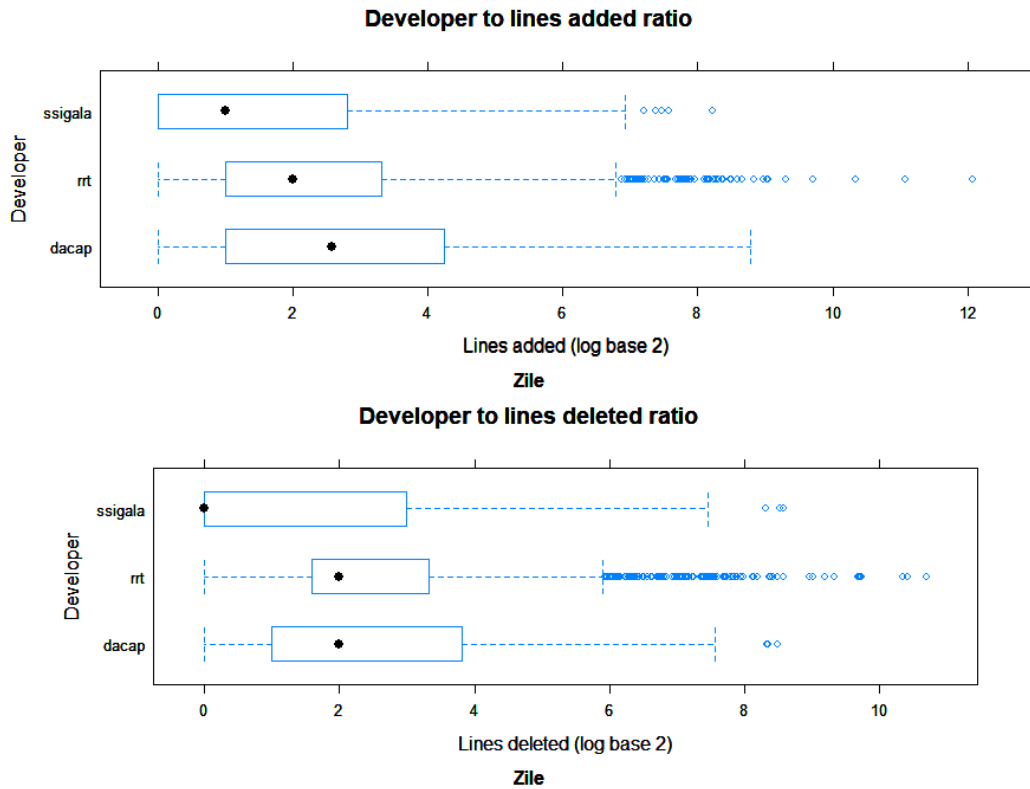 Developer to lines added ratio
Developer
ssigala
rrt
dacap
0 2 4 6 8 10 12
Lines added (log base 2)
Zile
Developer to lines deleted ratio
Developer
ssigala
rrt
dacap
0 2 4 6 8 10
Lines deleted (log base 2)
Zile